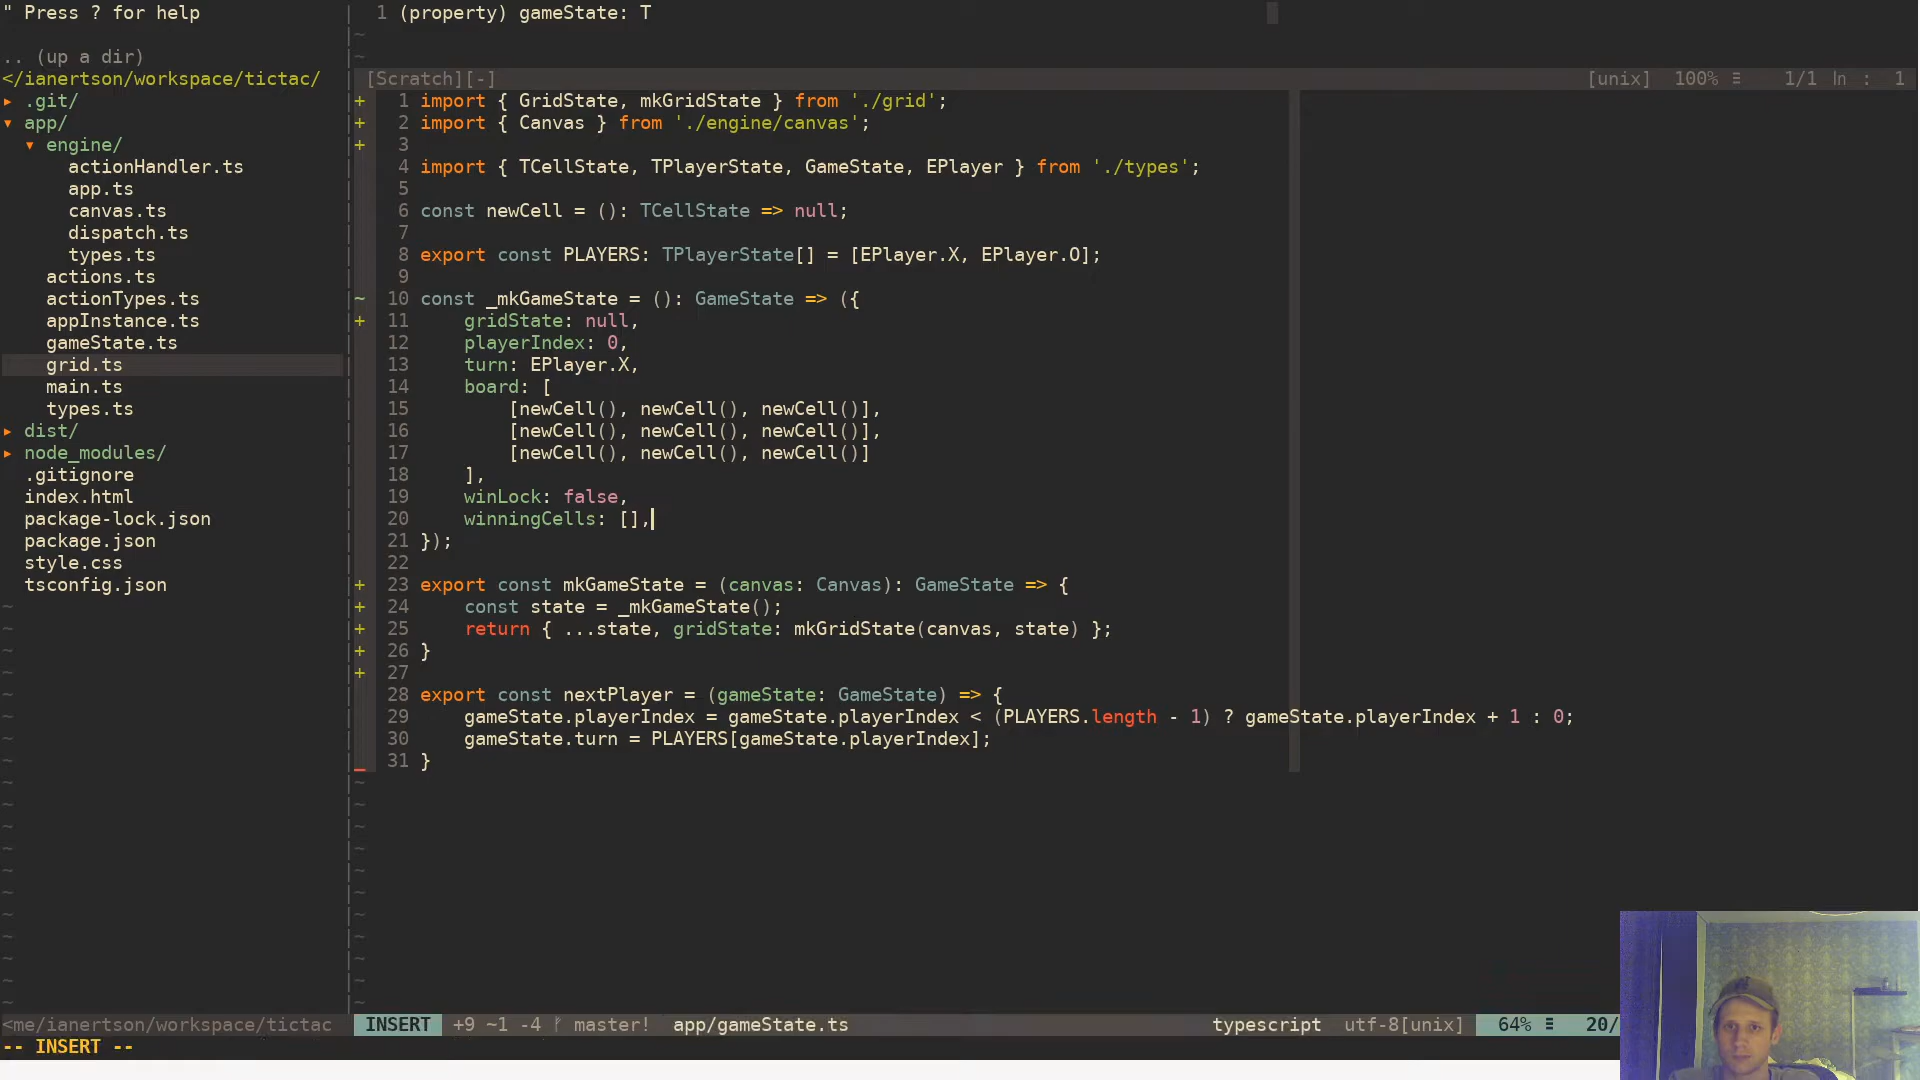 " Press ? for help
.. (up a dir)
</ianertson/workspace/tictac/
▸ .git/
▾ app/
▾ engine/
actionHandler.ts
app.ts
canvas.ts
dispatch.ts
types.ts
actions.ts
actionTypes.ts
appInstance.ts
gameState.ts
grid.ts
main.ts
types.ts
▸ dist/
▸ node_modules/
.gitignore
index.html
package-lock.json
package.json
style.css
tsconfig.json
<me/ianertson/workspace/tictac
1 (property) gameState: T
[Scratch][-] [unix] 100% ≡ 1/1 ln : 1
+ 1 import { GridState, mkGridState } from './grid';
+ 2 import { Canvas } from './engine/canvas';
+ 3
4 import { TCellState, TPlayerState, GameState, EPlayer } from './types';
5
6 const newCell = (): TCellState => null;
7
8 export const PLAYERS: TPlayerState[] = [EPlayer.X, EPlayer.O];
9
~ 10 const _mkGameState = (): GameState => ({
+ 11 gridState: null,
12 playerIndex: 0,
13 turn: EPlayer.X,
14 board: [
15 [newCell(), newCell(), newCell()],
16 [newCell(), newCell(), newCell()],
17 [newCell(), newCell(), newCell()]
18 ],
19 winLock: false,
20 winningCells: [],
21 });
22
+ 23 export const mkGameState = (canvas: Canvas): GameState => {
+ 24 const state = _mkGameState();
+ 25 return { ...state, gridState: mkGridState(canvas, state) };
+ 26 }
+ 27
28 export const nextPlayer = (gameState: GameState) => {
29 gameState.playerIndex = gameState.playerIndex < (PLAYERS.length - 1) ? gameState.playerIndex + 1 : 0;
30 gameState.turn = PLAYERS[gameState.playerIndex];
_ 31 }
INSERT +9 ~1 -4 ᚠ master! app/gameState.ts typescript utf-8[unix] 64% ≡ 20/
-- INSERT --